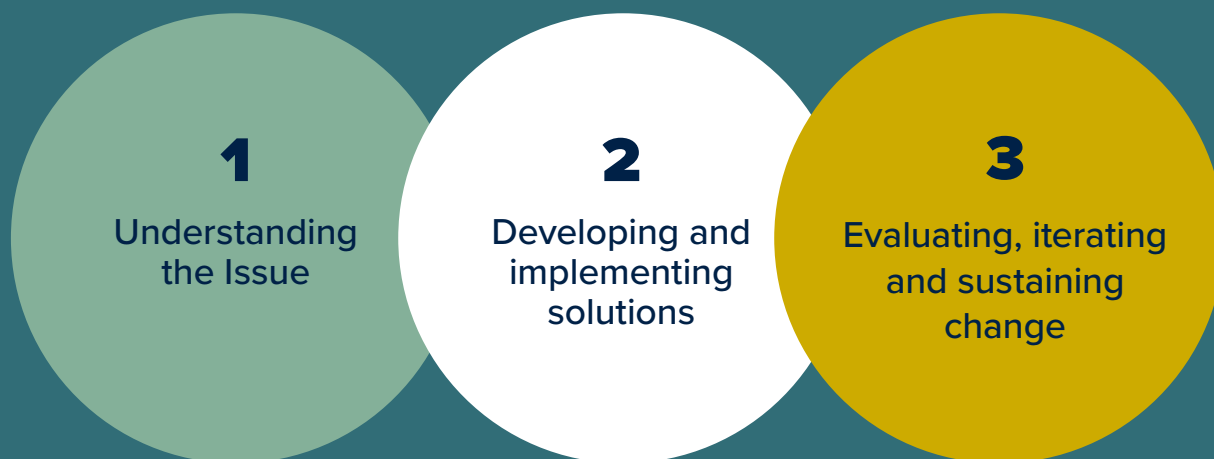 1
Understanding
the Issue
2
Developing and
implementing
solutions
3
Evaluating, iterating
and sustaining
change